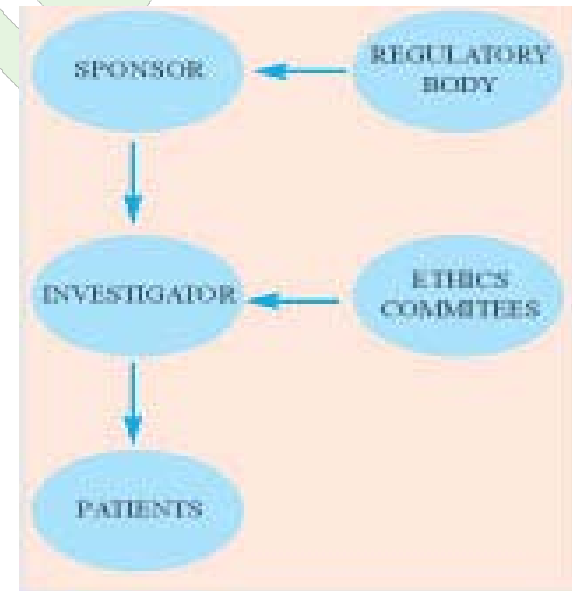 SPONSOR
REGULATORY
BODY
INVESTIGATOR
ETHICS
COMMITEES
PATIENTS